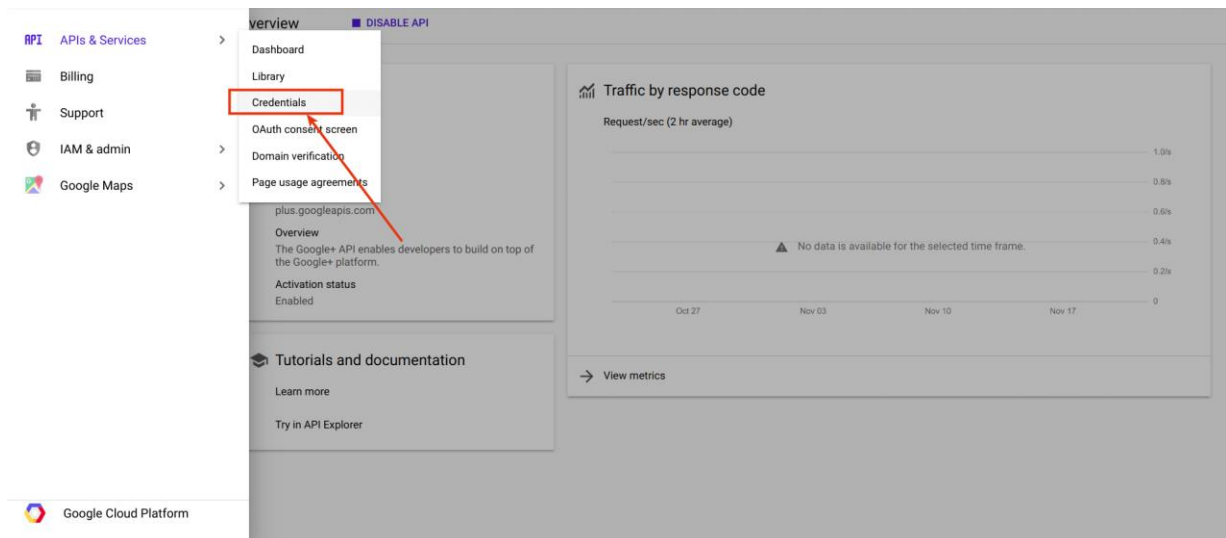 API APIs & Services
Billing
Support
IAM & admin
Google Maps
Google Cloud Platform
verview
DISABLE API
Dashboard
Library
Credentials
OAuth consent screen
Domain verification
Page usage agreements
plus.googleapis.com
Overview
The Google+ API enables developers to build on top of
the Google+ platform.
Activation status
Enabled
Tutorials and documentation
Learn more
Try in API Explorer
Traffic by response code
Request/sec (2 hr average)
1.0/s
0.8/s
0.6/s
0.4/s
0.2/s
0
No data is available for the selected time frame.
Oct 27 Nov 03 Nov 10 Nov 17
View metrics